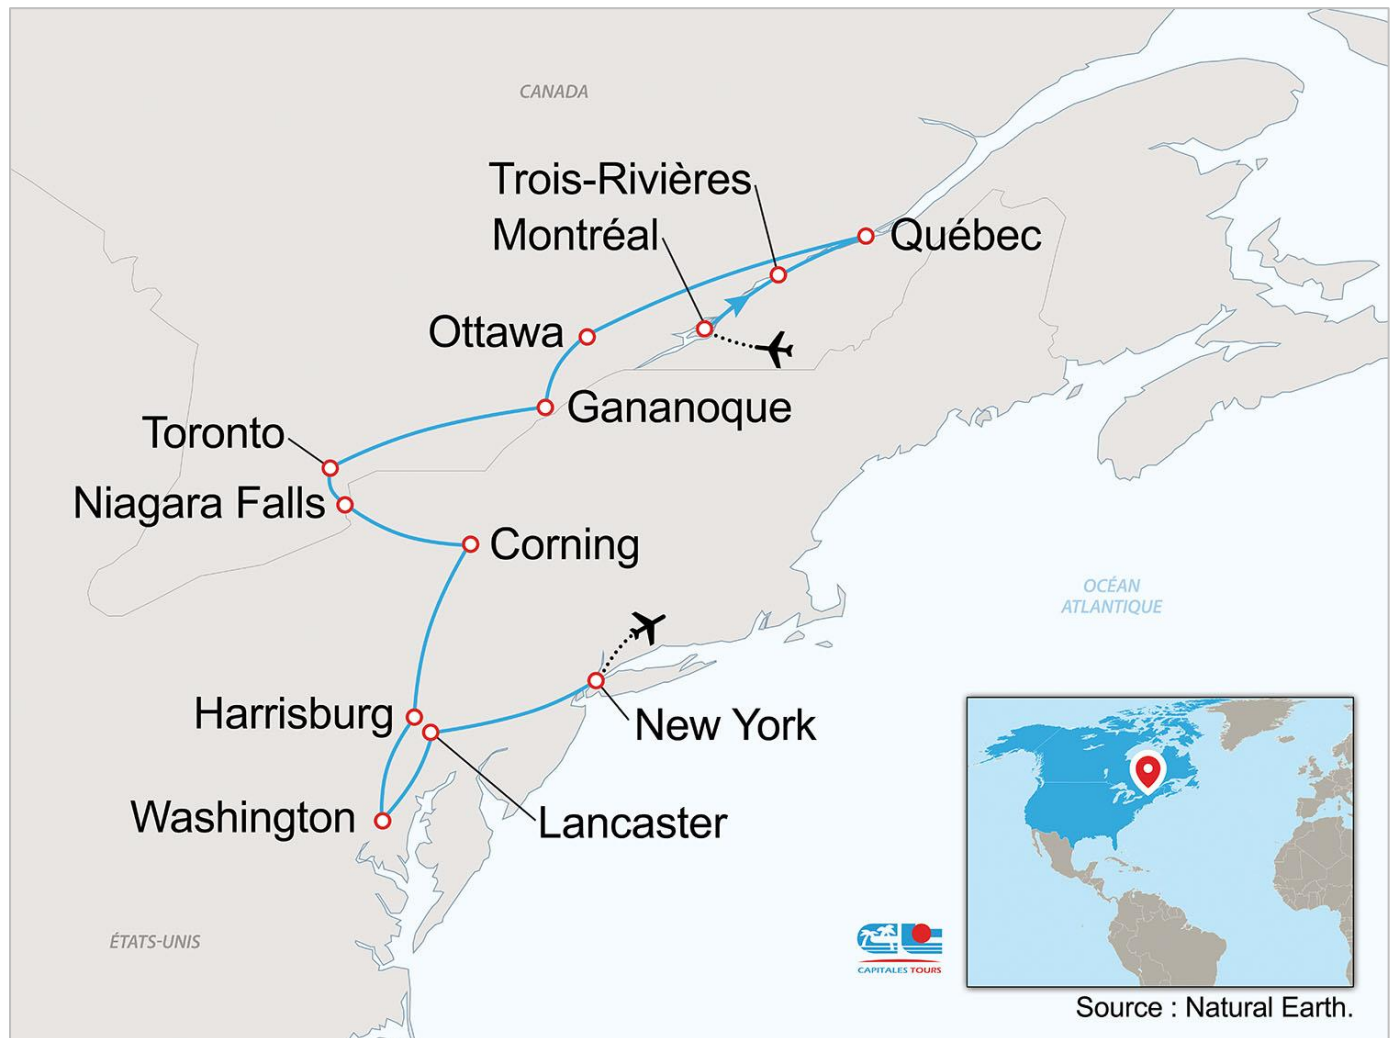 CANADA
Trois-Rivières
Montréal
Québec
Ottawa
Gananoque
Toronto
Niagara Falls
Corning
OCÉAN
ATLANTIQUE
Harrisburg
New York
Washington
Lancaster
ÉTATS-UNIS
CAPITALES TOURS
Source : Natural Earth.